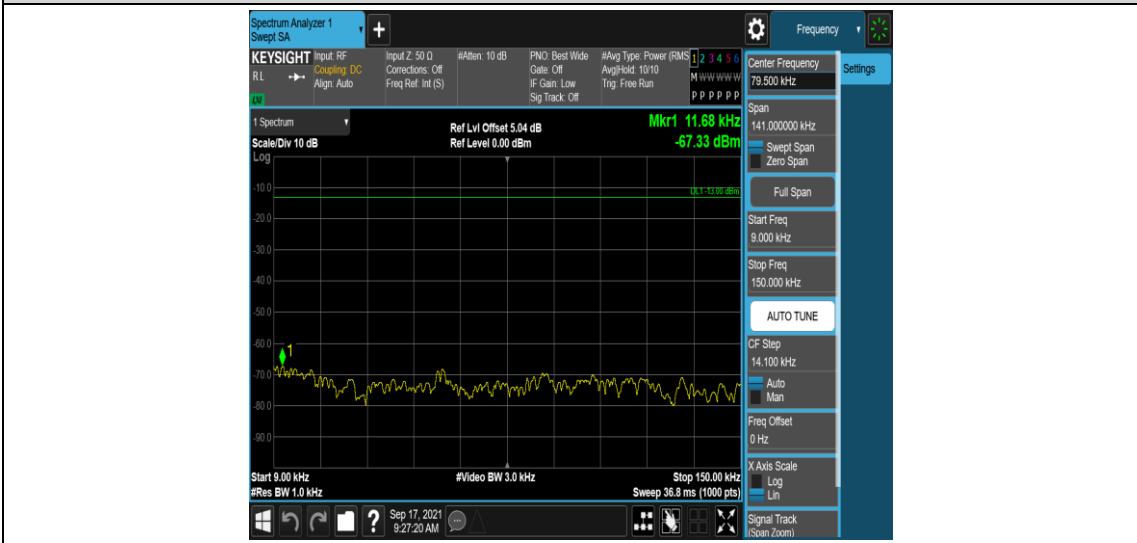 Spectrum Analyzer 1
Swept SA
+
Frequency
KEYSIGHT
RL
LXI
Input: RF
Coupling: DC
Align: Auto
Input Z: 50 Ω
Corrections: Off
Freq Ref: Int (S)
#Atten: 10 dB
PNO: Best Wide
Gate: Off
IF Gain: Low
Sig Track: Off
#Avg Type: Power (RMS
Avg|Hold: 10/10
Trig: Free Run
1 2 3 4 5 6
M W W W W W
P P P P P P
Center Frequency
79.500 kHz
Settings
Span
141.000000 kHz
Swept Span
Zero Span
Full Span
Start Freq
9.000 kHz
Stop Freq
150.000 kHz
AUTO TUNE
CF Step
14.100 kHz
Auto
Man
Freq Offset
0 Hz
X Axis Scale
Log
Lin
Signal Track
(Span Zoom)
1 Spectrum
Scale/Div 10 dB
Log
Ref Lvl Offset 5.04 dB
Ref Level 0.00 dBm
Mkr1 11.68 kHz
-67.33 dBm
DL1 -13.00 dBm
-10.0
-20.0
-30.0
-40.0
-50.0
-60.0
1
-70.0
-80.0
-90.0
Start 9.00 kHz
#Video BW 3.0 kHz
Stop 150.00 kHz
#Res BW 1.0 kHz
Sweep 36.8 ms (1000 pts)
?
Sep 17, 2021
9:27:20 AM